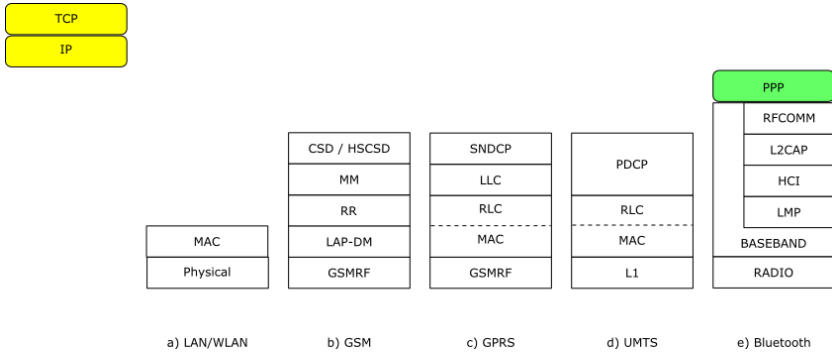 TCP
IP
PPP
RFCOMM
CSD / HSCSD
SNDCP
PDCP
L2CAP
MM
LLC
HCI
RR
RLC
RLC
LMP
MAC
LAP-DM
MAC
MAC
BASEBAND
Physical
GSMRF
GSMRF
L1
RADIO
a) LAN/WLAN
b) GSM
c) GPRS
d) UMTS
e) Bluetooth